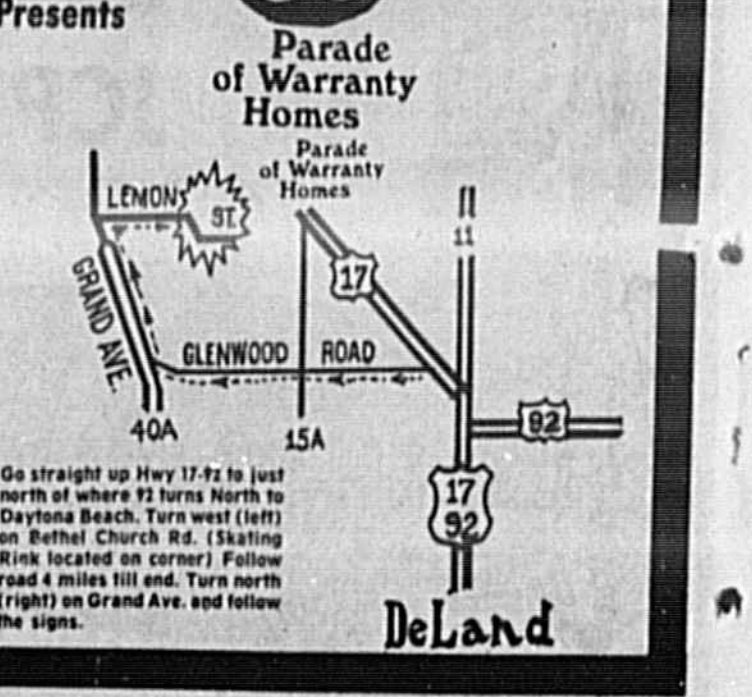 Presents
Parade
of Warranty
Homes
Parade
of Warranty
Homes
LEMON
ST.
11
17
GRAND AVE.
GLENWOOD ROAD
92
40A
15A
17
92
Go straight up Hwy 17-92 to just
north of where 92 turns North to
Daytona Beach. Turn west (left)
on Bethel Church Rd. (Skating
Rink located on corner) Follow
road 4 miles till end. Turn north
(right) on Grand Ave. and follow
the signs.
DeLand